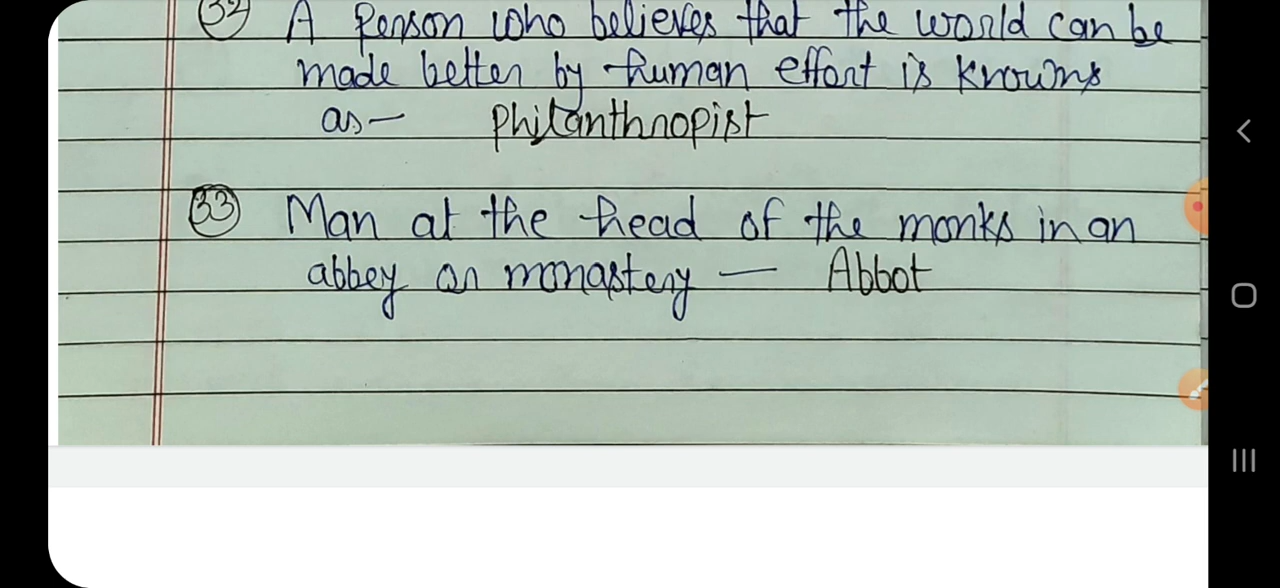 32 A Person who believes that the world can be
made better by human effort is knowns
as— Philanthropist
33 Man at the head of the monks in an
abbey or monastery — Abbot